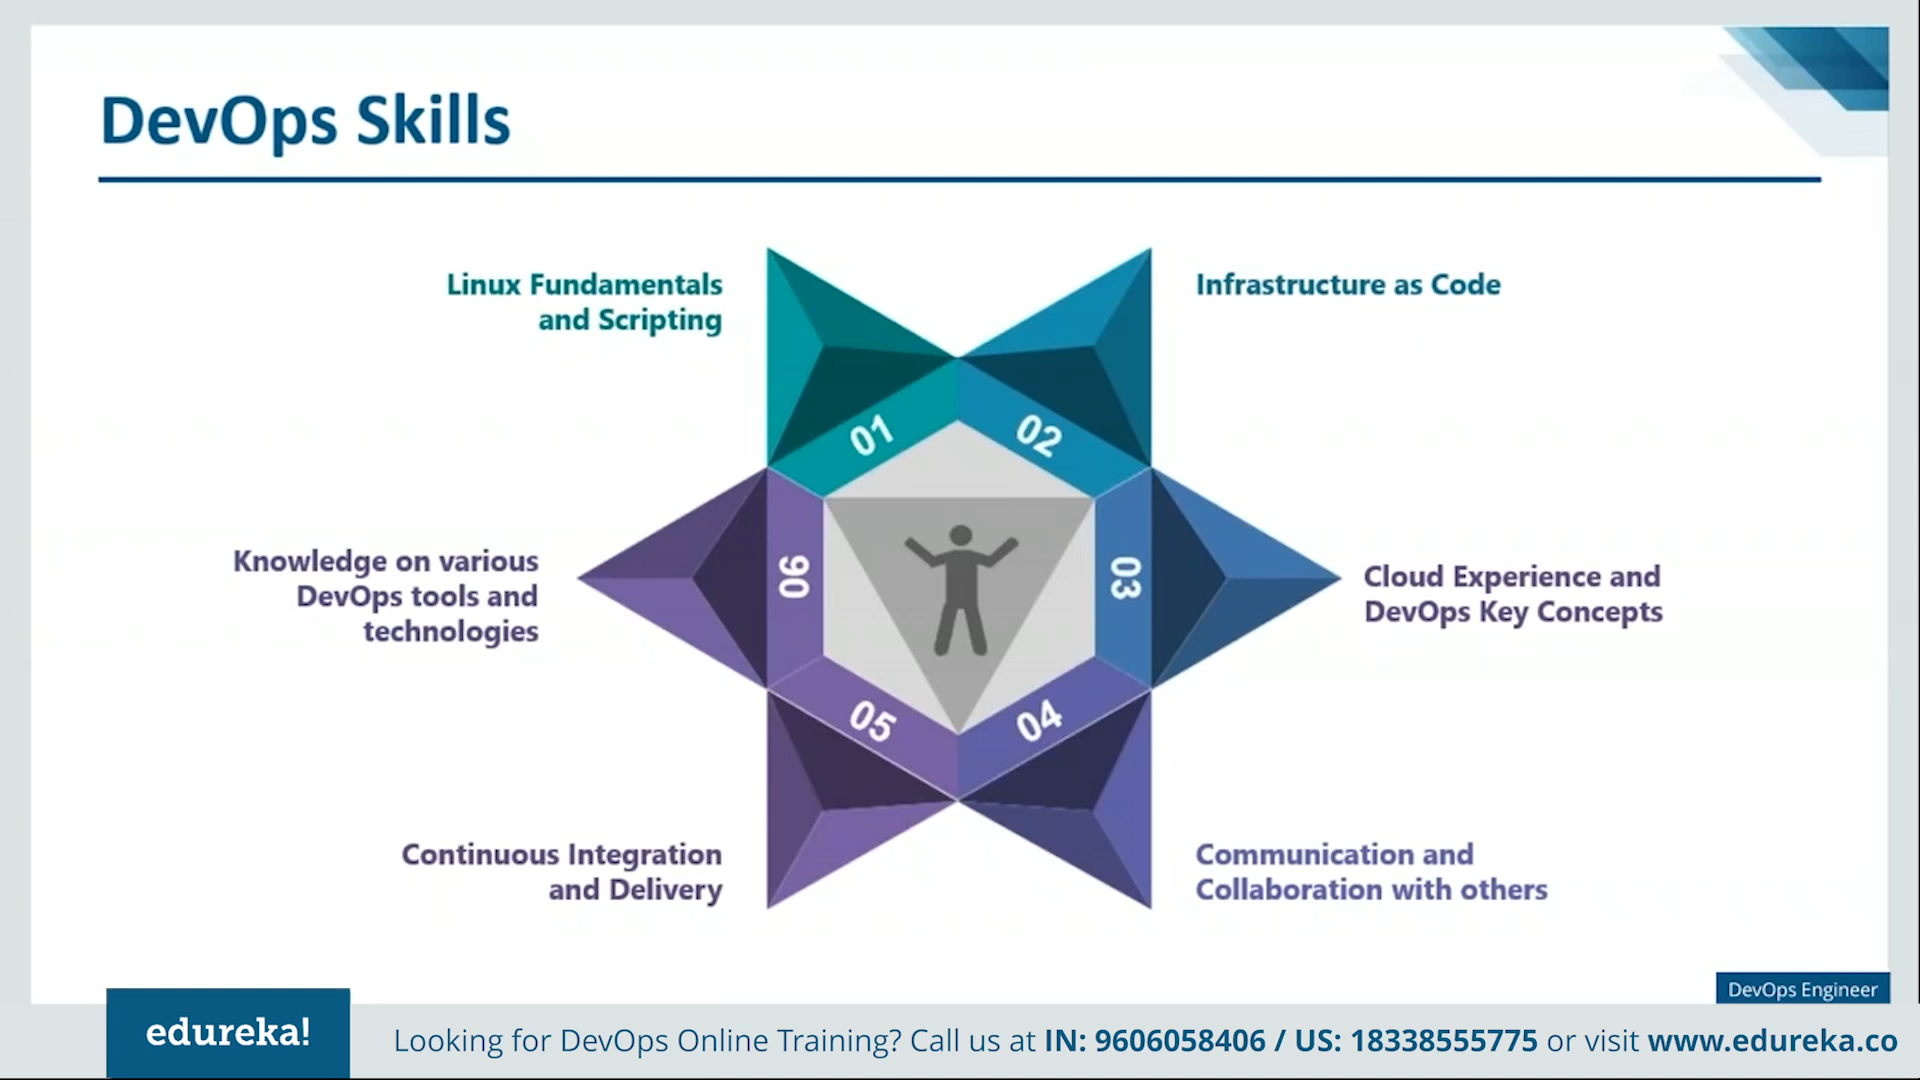 DevOps Skills
Linux Fundamentals
and Scripting
Infrastructure as Code
01
02
Knowledge on various
DevOps tools and
technologies
06
03
Cloud Experience and
DevOps Key Concepts
05
04
Continuous Integration
and Delivery
Communication and
Collaboration with others
DevOps Engineer
edureka!
Looking for DevOps Online Training? Call us at IN: 9606058406 / US: 18338555775 or visit www.edureka.co